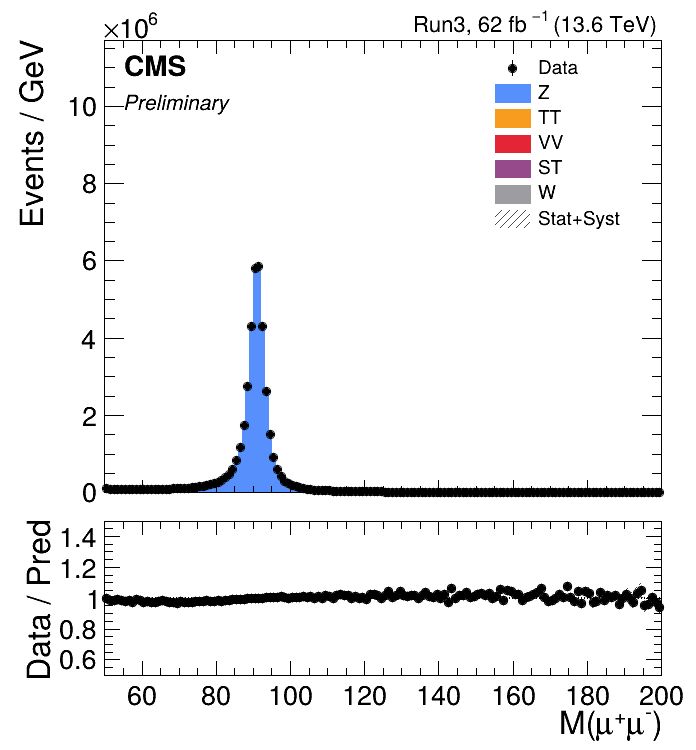 ×10⁶
Run3, 62 fb⁻¹ (13.6 TeV)
CMS
Preliminary
Events / GeV
10
8
6
4
2
0
Data
Z
TT
VV
ST
W
Stat+Syst
Data / Pred
1.4
1.2
1
0.8
0.6
60 80 100 120 140 160 180 200
M(μ⁺μ⁻)